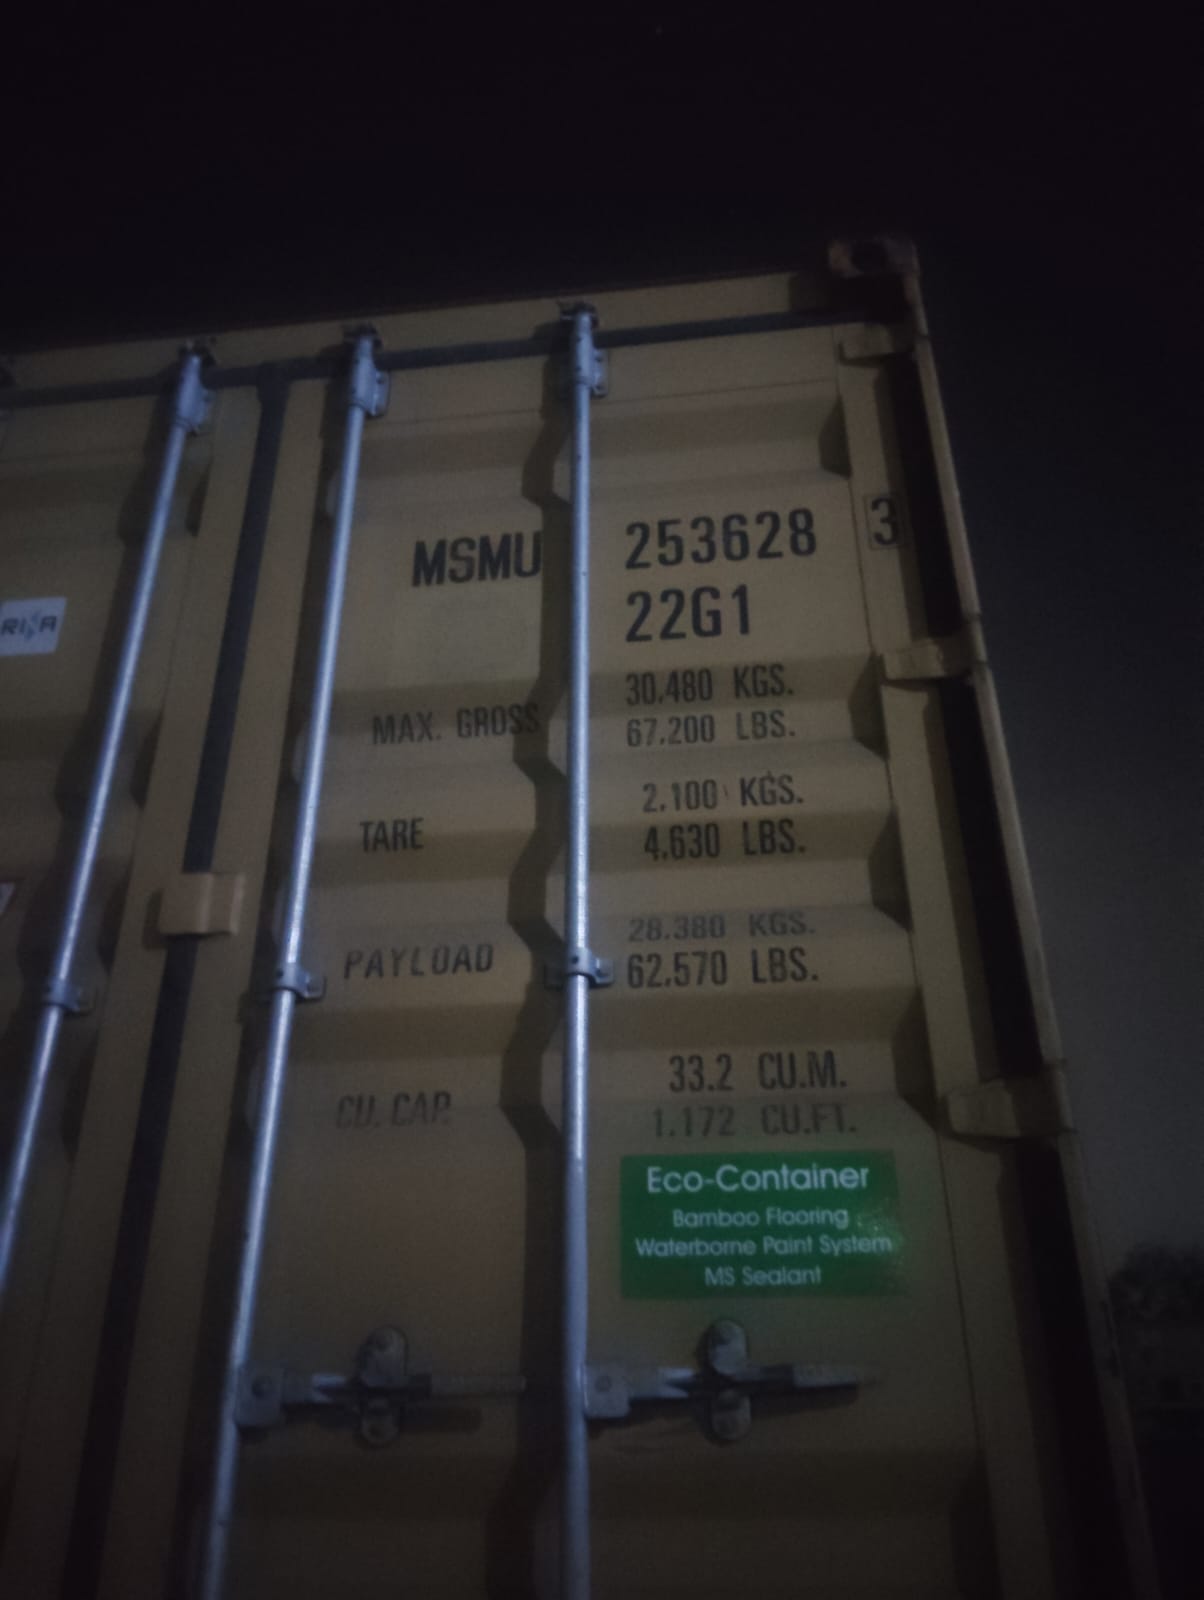 MSMU 253628 3
22G1
RINA
MAX. GROSS 30.480 KGS.
67.200 LBS.
TARE 2.100 KGS.
4.630 LBS.
PAYLOAD 28.380 KGS.
62.570 LBS.
CU. CAP. 33.2 CU.M.
1.172 CU.FT.
Eco-Container
Bamboo Flooring
Waterborne Paint System
MS Sealant